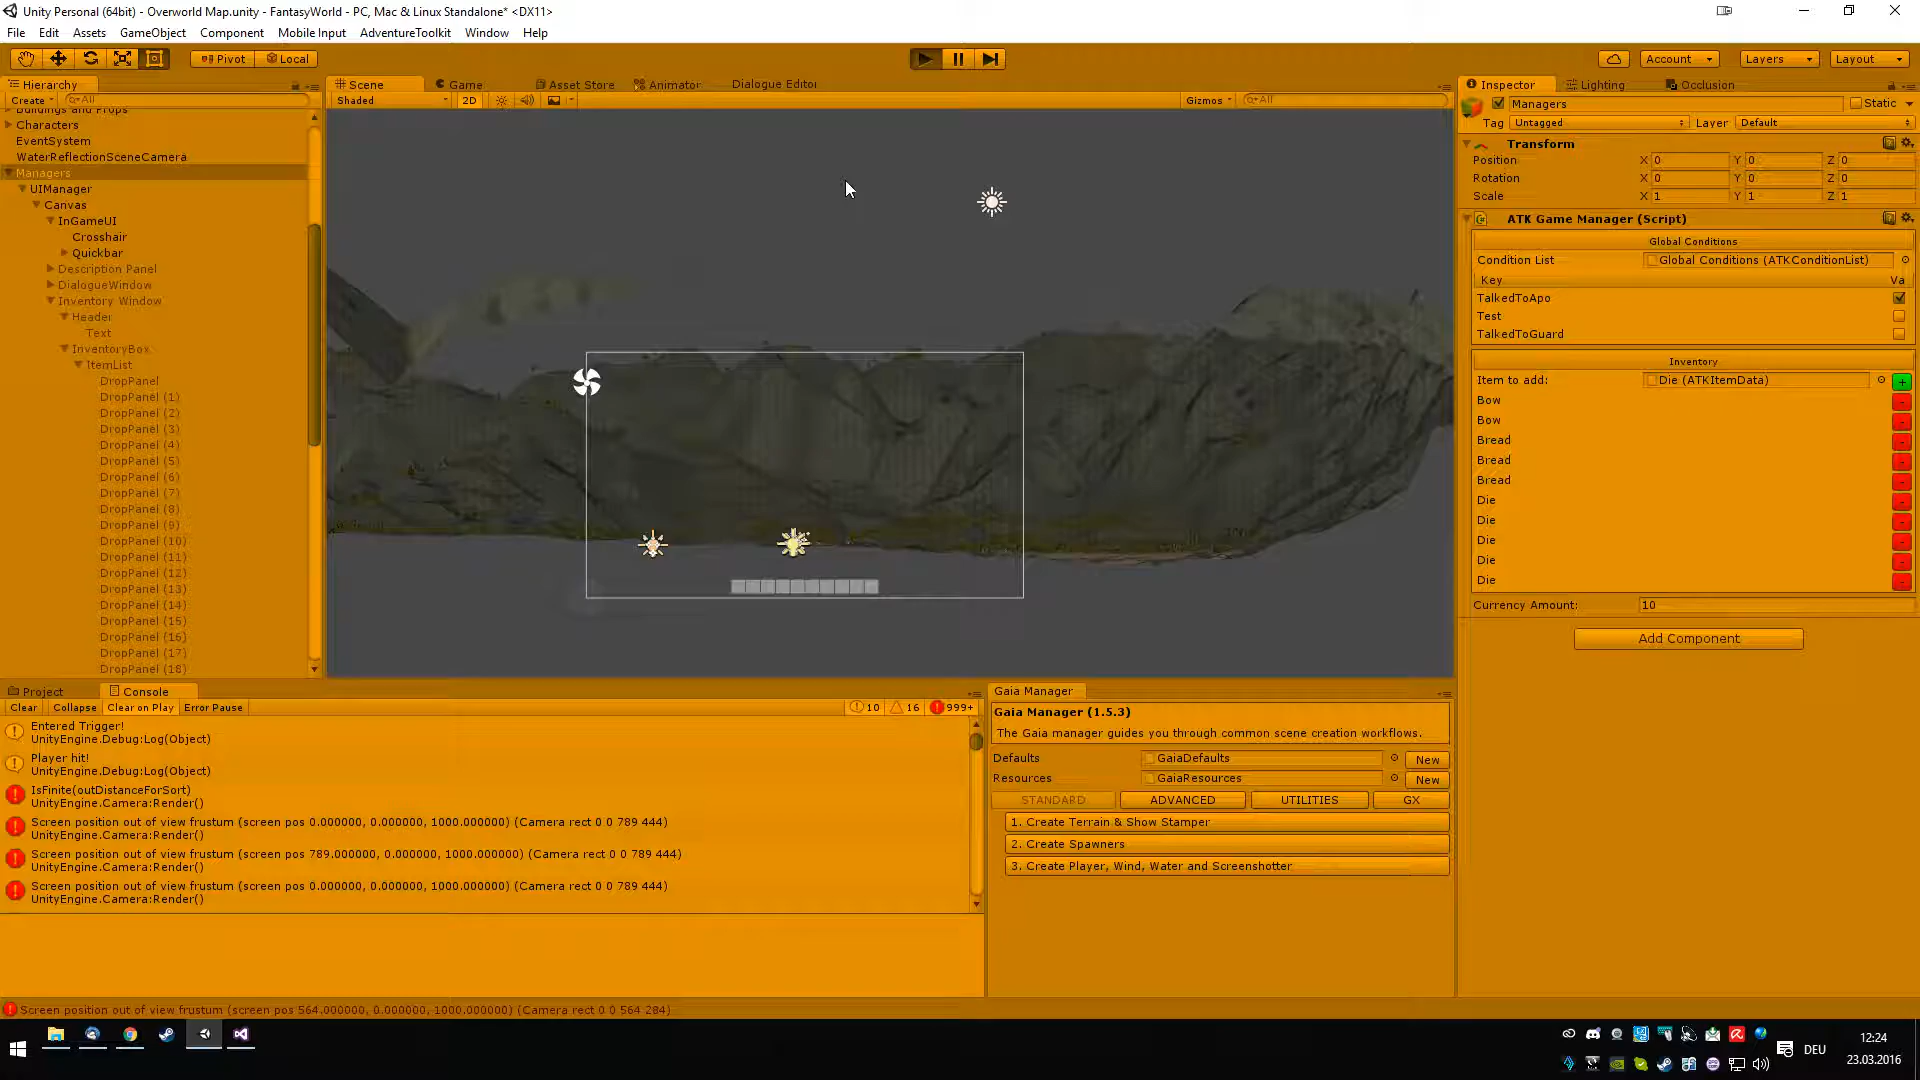 Unity Personal (64bit) - Overworld Map.unity - FantasyWorld - PC, Mac & Linux Standalone* <DX11>
File Edit Assets GameObject Component Mobile Input AdventureToolkit Window Help
Pivot Local
Account Layers Layout
Hierarchy
Create All
Buildings and Props
Characters
EventSystem
WaterReflectionSceneCamera
Managers
UIManager
Canvas
InGameUI
Crosshair
Quickbar
Description Panel
DialogueWindow
Inventory Window
Header
Text
InventoryBox
ItemList
DropPanel
DropPanel (1)
DropPanel (2)
DropPanel (3)
DropPanel (4)
DropPanel (5)
DropPanel (6)
DropPanel (7)
DropPanel (8)
DropPanel (9)
DropPanel (10)
DropPanel (11)
DropPanel (12)
DropPanel (13)
DropPanel (14)
DropPanel (15)
DropPanel (16)
DropPanel (17)
DropPanel (18)
Scene Game Asset Store Animator Dialogue Editor
Shaded 2D Gizmos All
Inspector Lighting Occlusion
Managers Static
Tag Untagged Layer Default
Transform
Position X 0 Y 0 Z 0
Rotation X 0 Y 0 Z 0
Scale X 1 Y 1 Z 1
ATK Game Manager (Script)
Global Conditions
Condition List Global Conditions (ATKConditionList)
Key Va
TalkedToApo
Test
TalkedToGuard
Inventory
Item to add: Die (ATKItemData)
Bow
Bow
Bread
Bread
Bread
Die
Die
Die
Die
Die
Currency Amount: 10
Add Component
Project Console
Clear Collapse Clear on Play Error Pause 10 16 999+
Entered Trigger!
UnityEngine.Debug:Log(Object)
Player hit!
UnityEngine.Debug:Log(Object)
IsFinite(outDistanceForSort)
UnityEngine.Camera:Render()
Screen position out of view frustum (screen pos 0.000000, 0.000000, 1000.000000) (Camera rect 0 0 789 444)
UnityEngine.Camera:Render()
Screen position out of view frustum (screen pos 789.000000, 0.000000, 1000.000000) (Camera rect 0 0 789 444)
UnityEngine.Camera:Render()
Screen position out of view frustum (screen pos 0.000000, 0.000000, 1000.000000) (Camera rect 0 0 789 444)
UnityEngine.Camera:Render()
Gaia Manager
Gaia Manager (1.5.3)
The Gaia manager guides you through common scene creation workflows.
Defaults GaiaDefaults New
Resources GaiaResources New
STANDARD ADVANCED UTILITIES GX
1. Create Terrain & Show Stamper
2. Create Spawners
3. Create Player, Wind, Water and Screenshotter
Screen position out of view frustum (screen pos 564.000000, 0.000000, 1000.000000) (Camera rect 0 0 564 284)
DEU
12:24
23.03.2016